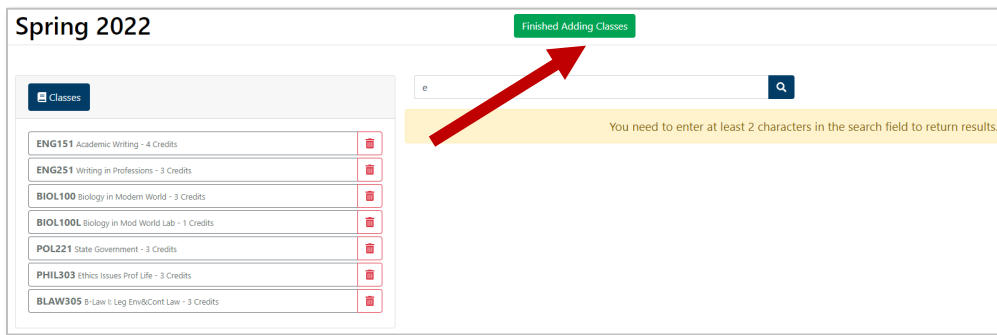 Spring 2022
Finished Adding Classes
Classes
e
You need to enter at least 2 characters in the search field to return results.
ENG151 Academic Writing - 4 Credits
ENG251 Writing in Professions - 3 Credits
BIOL100 Biology in Modern World - 3 Credits
BIOL100L Biology in Mod World Lab - 1 Credits
POL221 State Government - 3 Credits
PHIL303 Ethics Issues Prof Life - 3 Credits
BLAW305 B-Law I: Leg Env&Cont Law - 3 Credits